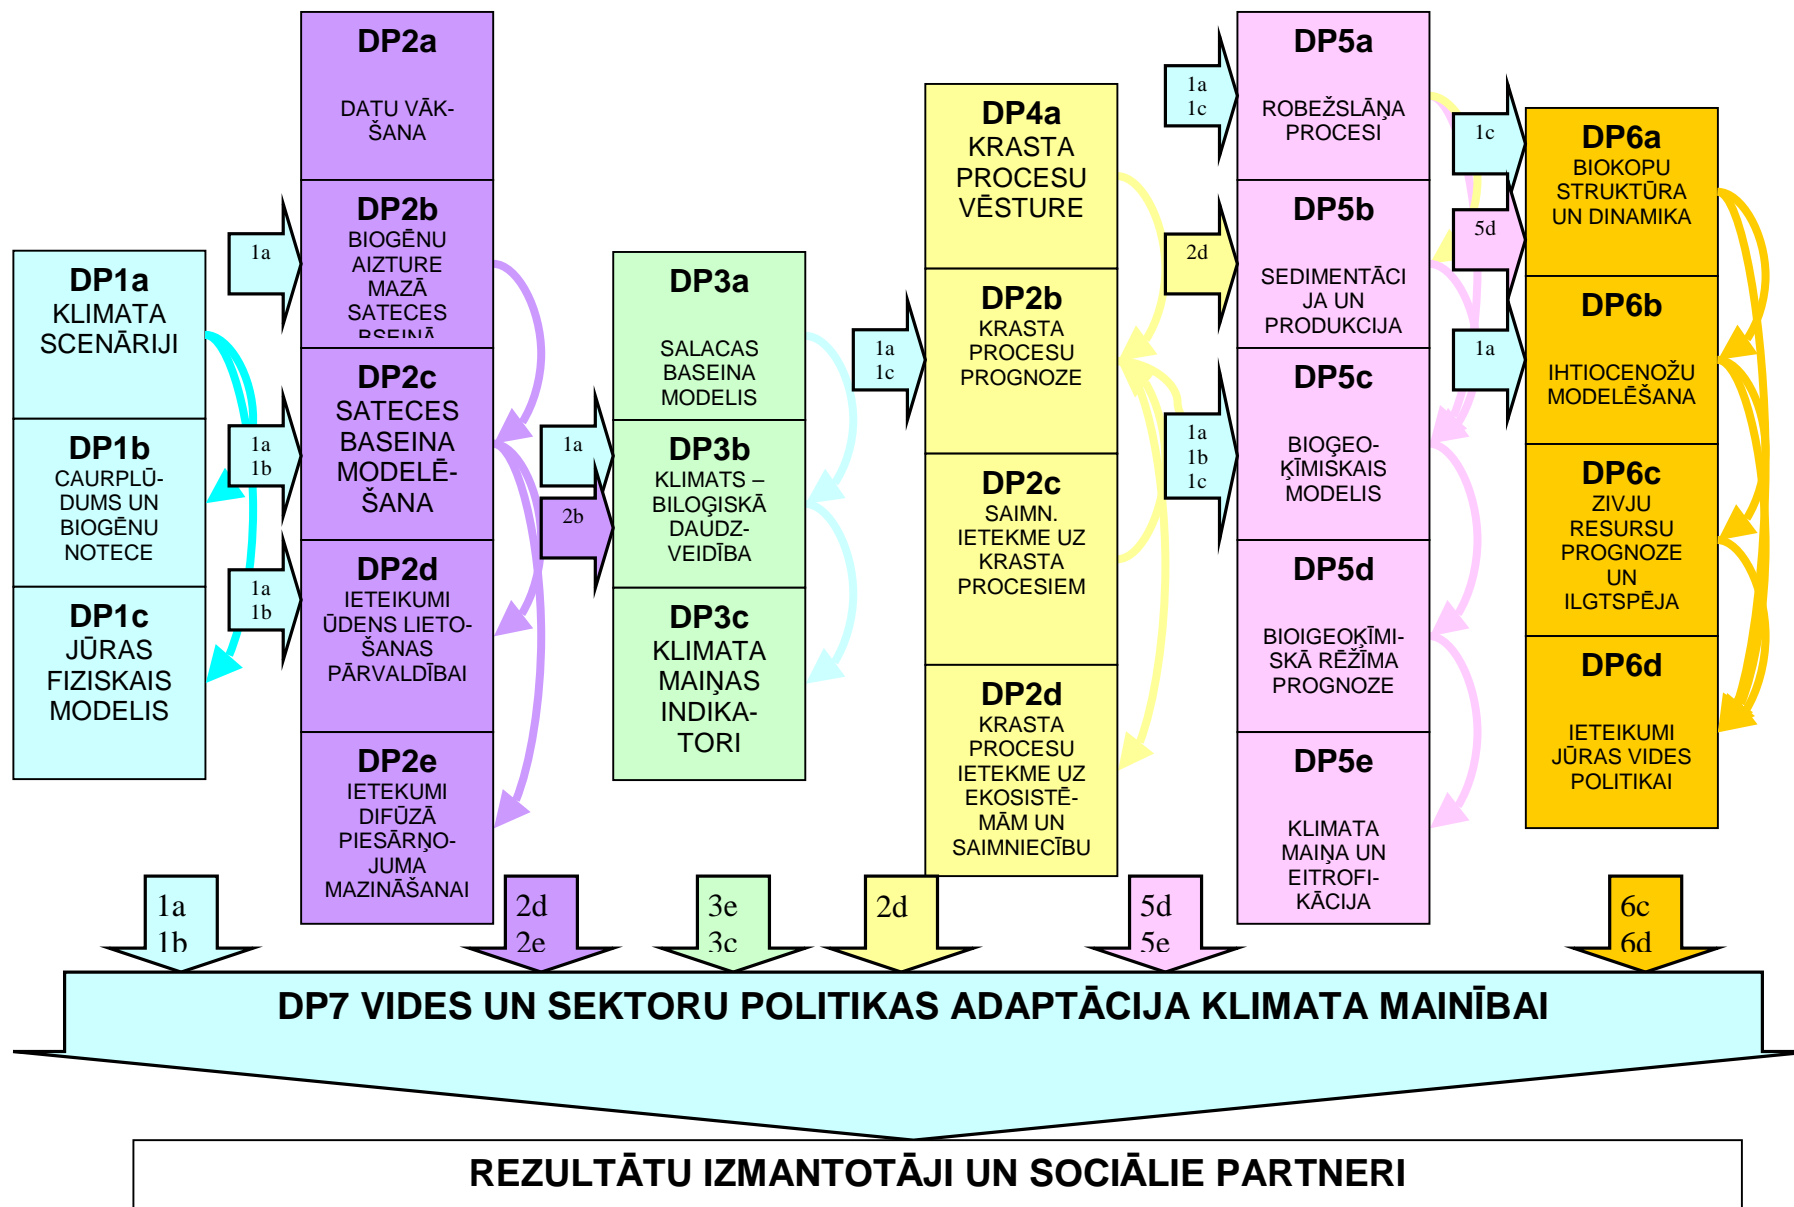 DP1a
KLIMATA
SCENĀRIJI
DP1b
CAURPLŪ-
DUMS UN
BIOGĒNU
NOTECE
DP1c
JŪRAS
FIZISKAIS
MODELIS
1a
1a
1b
1a
1b
DP2a
DATU VĀK-
ŠANA
DP2b
BIOGĒNU
AIZTURE
MAZĀ
SATECES
BSEINĀ
DP2c
SATECES
BASEINA
MODELĒ-
ŠANA
DP2d
IETEIKUMI
ŪDENS LIETO-
ŠANAS
PĀRVALDĪBAI
DP2e
IETEKUMI
DIFŪZĀ
PIESĀRŅO-
JUMA
MAZINĀŠANAI
1a
2b
DP3a
SALACAS
BASEINA
MODELIS
DP3b
KLIMATS –
BILOĢISKĀ
DAUDZ-
VEIDĪBA
DP3c
KLIMATA
MAIŅAS
INDIKA-
TORI
1a
1c
DP4a
KRASTA
PROCESU
VĒSTURE
DP2b
KRASTA
PROCESU
PROGNOZE
DP2c
SAIMN.
IETEKME UZ
KRASTA
PROCESIEM
DP2d
KRASTA
PROCESU
IETEKME UZ
EKOSISTĒ-
MĀM UN
SAIMNIECĪBU
1a
1c
2d
1a
1b
1c
DP5a
ROBEŽSLĀŅA
PROCESI
DP5b
SEDIMENTĀCI
JA UN
PRODUKCIJA
DP5c
BIOĢEO-
ĶĪMISKAIS
MODELIS
DP5d
BIOIGEOĶĪMI-
SKĀ RĒŽĪMA
PROGNOZE
DP5e
KLIMATA
MAIŅA UN
EITROFI-
KĀCIJA
1c
5d
1a
DP6a
BIOKOPU
STRUKTŪRA
UN DINAMIKA
DP6b
IHTIOCENOŽU
MODELĒŠANA
DP6c
ZIVJU
RESURSU
PROGNOZE
UN
ILGTSPĒJA
DP6d
IETEIKUMI
JŪRAS VIDES
POLITIKAI
1a
1b
2d
2e
3e
3c
2d
5d
5e
6c
6d
DP7 VIDES UN SEKTORU POLITIKAS ADAPTĀCIJA KLIMATA MAINĪBAI
REZULTĀTU IZMANTOTĀJI UN SOCIĀLIE PARTNERI